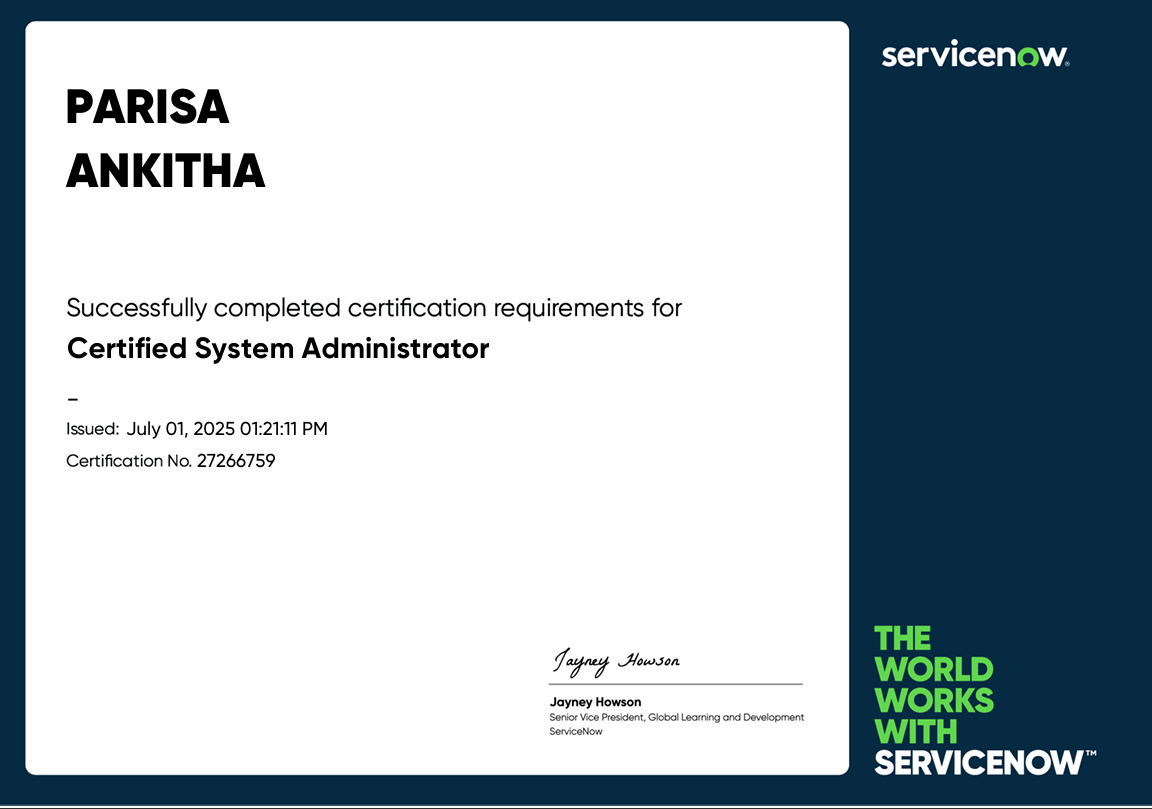 PARISA
ANKITHA
Successfully completed certification requirements for
Certified System Administrator
–
Issued: July 01, 2025 01:21:11 PM
Certification No. 27266759
Jayney Howson
Jayney Howson
Senior Vice President, Global Learning and Development
ServiceNow
servicenow®
THE
WORLD
WORKS
WITH
SERVICENOW™